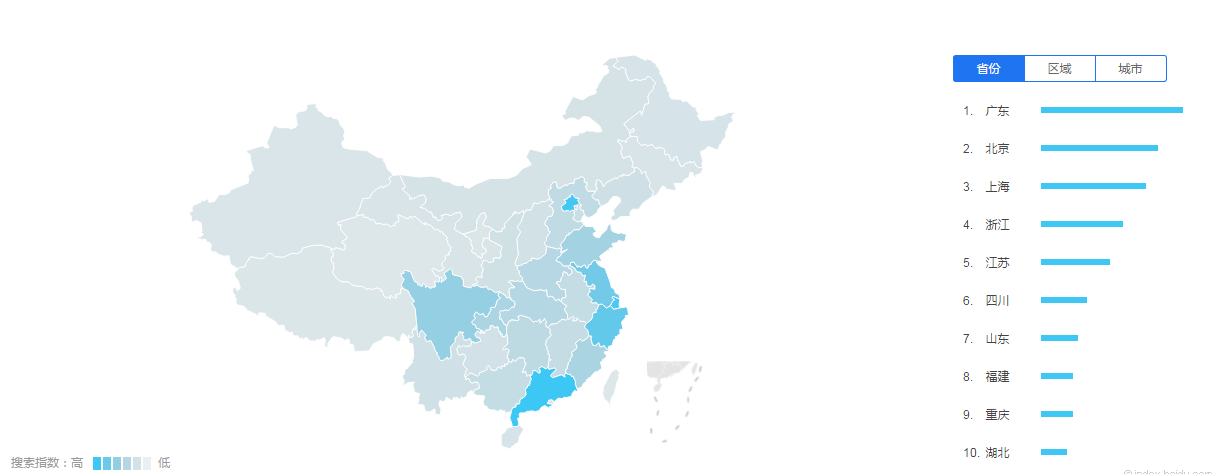 省份 区域 城市
1. 广东
2. 北京
3. 上海
4. 浙江
5. 江苏
6. 四川
7. 山东
8. 福建
9. 重庆
10. 湖北
搜索指数：高 低
© index.baidu.com